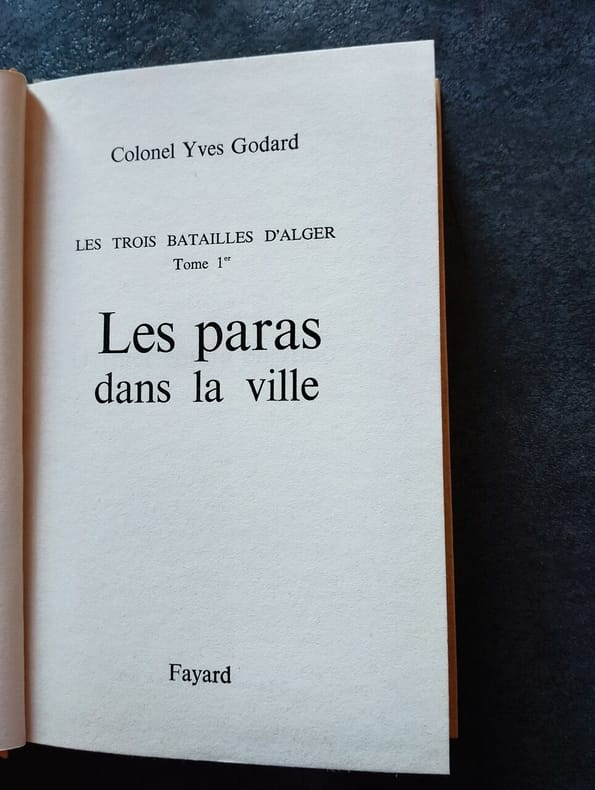 Colonel Yves Godard
LES TROIS BATAILLES D'ALGER
Tome 1er
Les paras
dans la ville
Fayard